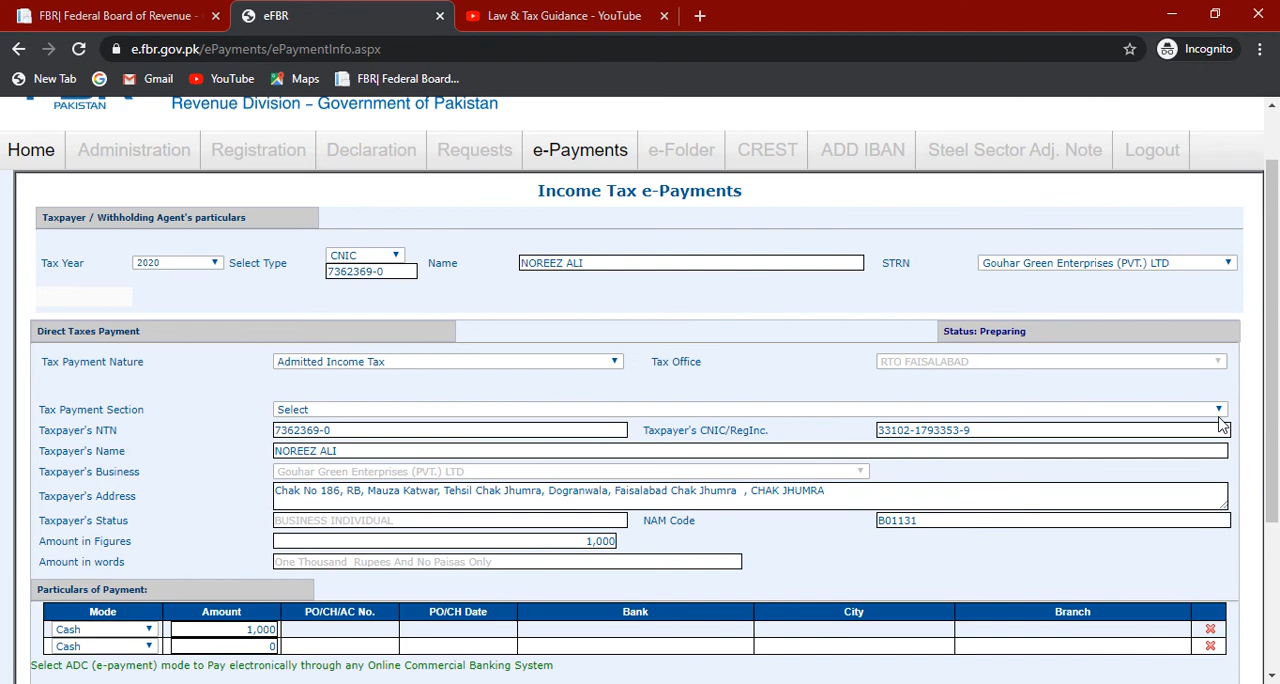 FBR| Federal Board of Revenue -
eFBR
Law & Tax Guidance - YouTube
e.fbr.gov.pk/ePayments/ePaymentInfo.aspx
Incognito
New Tab Gmail YouTube Maps FBR| Federal Board...
PAKISTAN
Revenue Division – Government of Pakistan
Home Administration Registration Declaration Requests e-Payments e-Folder CREST ADD IBAN Steel Sector Adj. Note Logout
Income Tax e-Payments
Taxpayer / Withholding Agent's particulars
Tax Year 2020 Select Type CNIC Name NOREEZ ALI STRN Gouhar Green Enterprises (PVT.) LTD
7362369-0
Direct Taxes Payment Status: Preparing
Tax Payment Nature Admitted Income Tax Tax Office RTO FAISALABAD
Tax Payment Section Select
Taxpayer's NTN 7362369-0 Taxpayer's CNIC/RegInc. 33102-1793353-9
Taxpayer's Name NOREEZ ALI
Taxpayer's Business Gouhar Green Enterprises (PVT.) LTD
Taxpayer's Address Chak No 186, RB, Mauza Katwar, Tehsil Chak Jhumra, Dogranwala, Faisalabad Chak Jhumra , CHAK JHUMRA
Taxpayer's Status BUSINESS INDIVIDUAL NAM Code B01131
Amount in Figures 1,000
Amount in words One Thousand Rupees And No Paisas Only
Particulars of Payment:
Mode Amount PO/CH/AC No. PO/CH Date Bank City Branch
Cash 1,000
Cash 0
Select ADC (e-payment) mode to Pay electronically through any Online Commercial Banking System